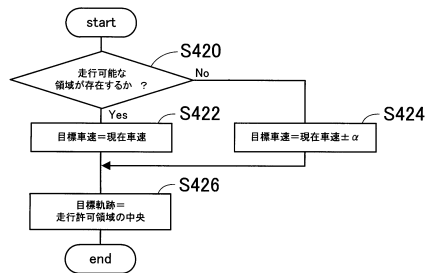 start
S420
走行可能な
領域が存在するか ?
No
Yes
S422
S424
目標車速=現在車速
目標車速=現在車速±α
S426
目標軌跡=
走行許可領域の中央
end